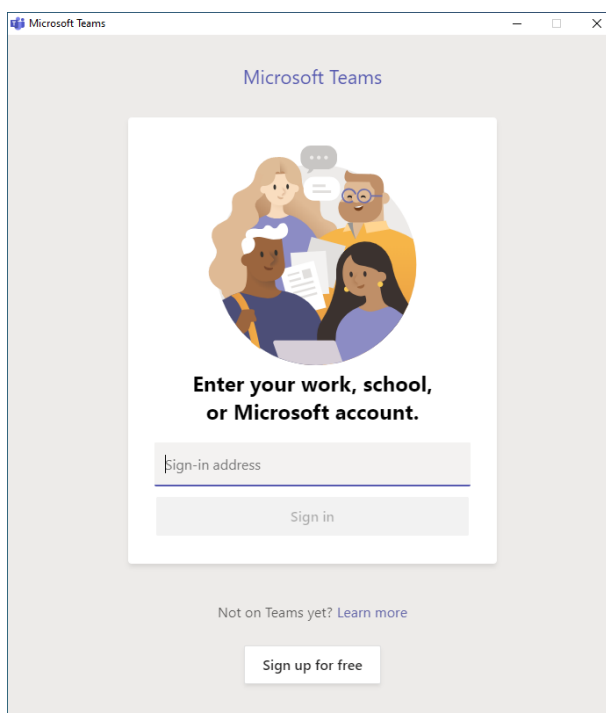 Microsoft Teams
Microsoft Teams
Enter your work, school,
or Microsoft account.
Sign-in address
Sign in
Not on Teams yet? Learn more
Sign up for free